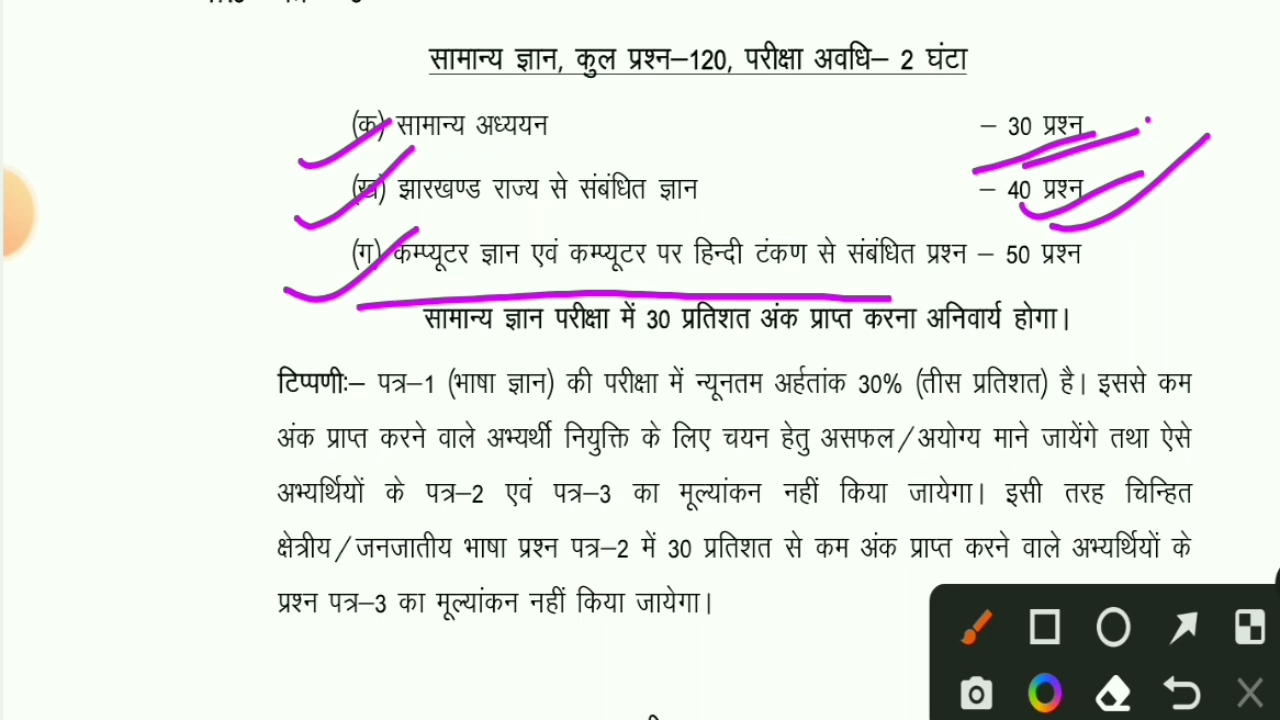 सामान्य ज्ञान, कुल प्रश्न–120, परीक्षा अवधि– 2 घंटा
(क) सामान्य अध्ययन – 30 प्रश्न
(ख) झारखण्ड राज्य से संबंधित ज्ञान – 40 प्रश्न
(ग) कम्प्यूटर ज्ञान एवं कम्प्यूटर पर हिन्दी टंकण से संबंधित प्रश्न – 50 प्रश्न
सामान्य ज्ञान परीक्षा में 30 प्रतिशत अंक प्राप्त करना अनिवार्य होगा।
टिप्पणीः– पत्र–1 (भाषा ज्ञान) की परीक्षा में न्यूनतम अर्हतांक 30% (तीस प्रतिशत) है। इससे कम
अंक प्राप्त करने वाले अभ्यर्थी नियुक्ति के लिए चयन हेतु असफल/अयोग्य माने जायेंगे तथा ऐसे
अभ्यर्थियों के पत्र–2 एवं पत्र–3 का मूल्यांकन नहीं किया जायेगा। इसी तरह चिन्हित
क्षेत्रीय/जनजातीय भाषा प्रश्न पत्र–2 में 30 प्रतिशत से कम अंक प्राप्त करने वाले अभ्यर्थियों के
प्रश्न पत्र–3 का मूल्यांकन नहीं किया जायेगा।